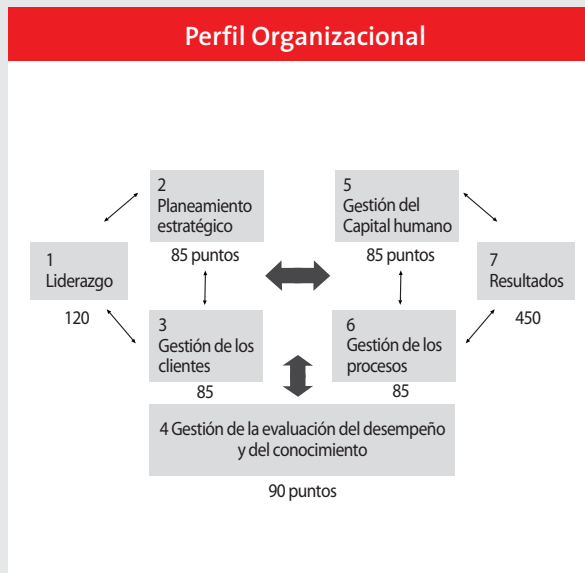 Perfil Organizacional
1
Liderazgo
120
2
Planeamiento
estratégico
85 puntos
3
Gestión de los
clientes
85
5
Gestión del
Capital humano
85 puntos
6
Gestión de los
procesos
85
7
Resultados
450
4 Gestión de la evaluación del desempeño
y del conocimiento
90 puntos